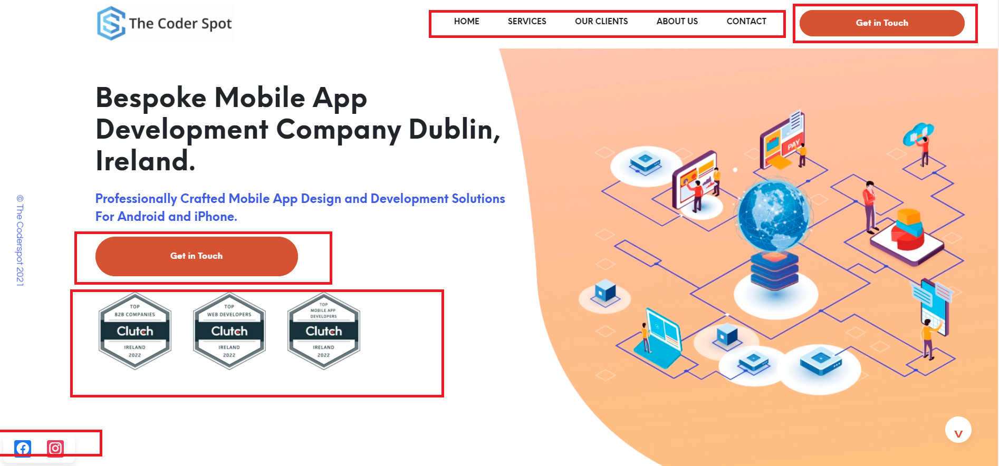 The Coder Spot
HOME SERVICES OUR CLIENTS ABOUT US CONTACT
Get in Touch
Bespoke Mobile App
Development Company Dublin,
Ireland.
Professionally Crafted Mobile App Design and Development Solutions
For Android and iPhone.
Get in Touch
TOP
B2B COMPANIES
Clutch
IRELAND
2022
TOP
WEB DEVELOPERS
Clutch
IRELAND
2022
TOP
MOBILE APP
DEVELOPERS
Clutch
IRELAND
2022
© The Coderspot 2021
PAY
v